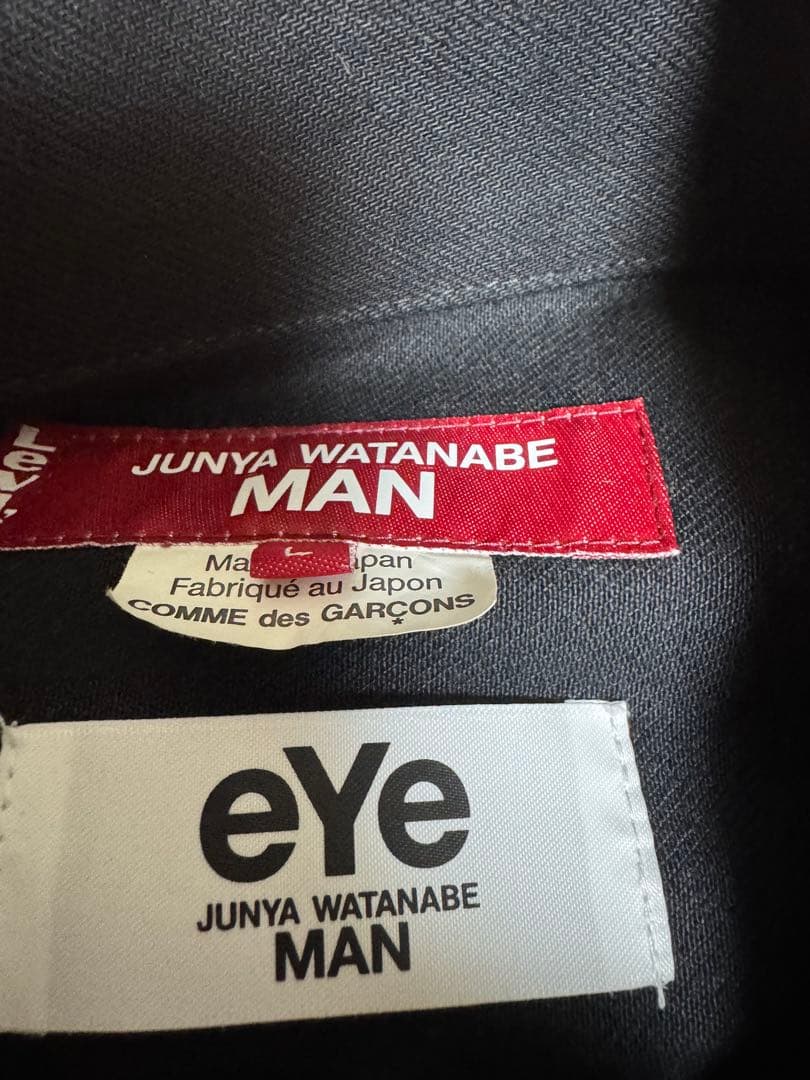 JUNYA WATANABE
MAN
L
Fabriqué au Japon
COMME des GARÇONS
eYe
JUNYA WATANABE
MAN